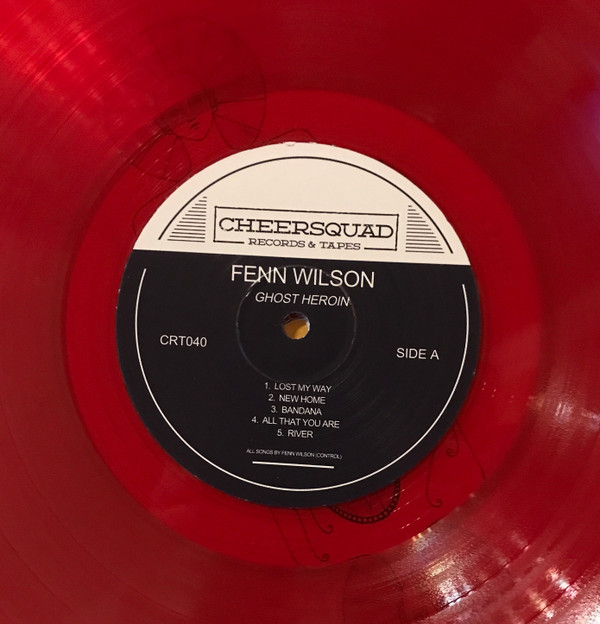 CHEERSQUAD
RECORDS & TAPES
FENN WILSON
GHOST HEROIN
CRT040
SIDE A
1. LOST MY WAY
2. NEW HOME
3. BANDANA
4. ALL THAT YOU ARE
5. RIVER
ALL SONGS BY FENN WILSON (CONTROL)